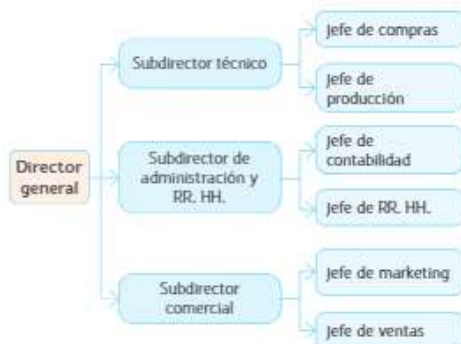 Director
general
Subdirector técnico
Jefe de compras
Jefe de
producción
Subdirector de
administración y
RR. HH.
Jefe de
contabilidad
Jefe de RR. HH.
Subdirector
comercial
Jefe de marketing
Jefe de ventas